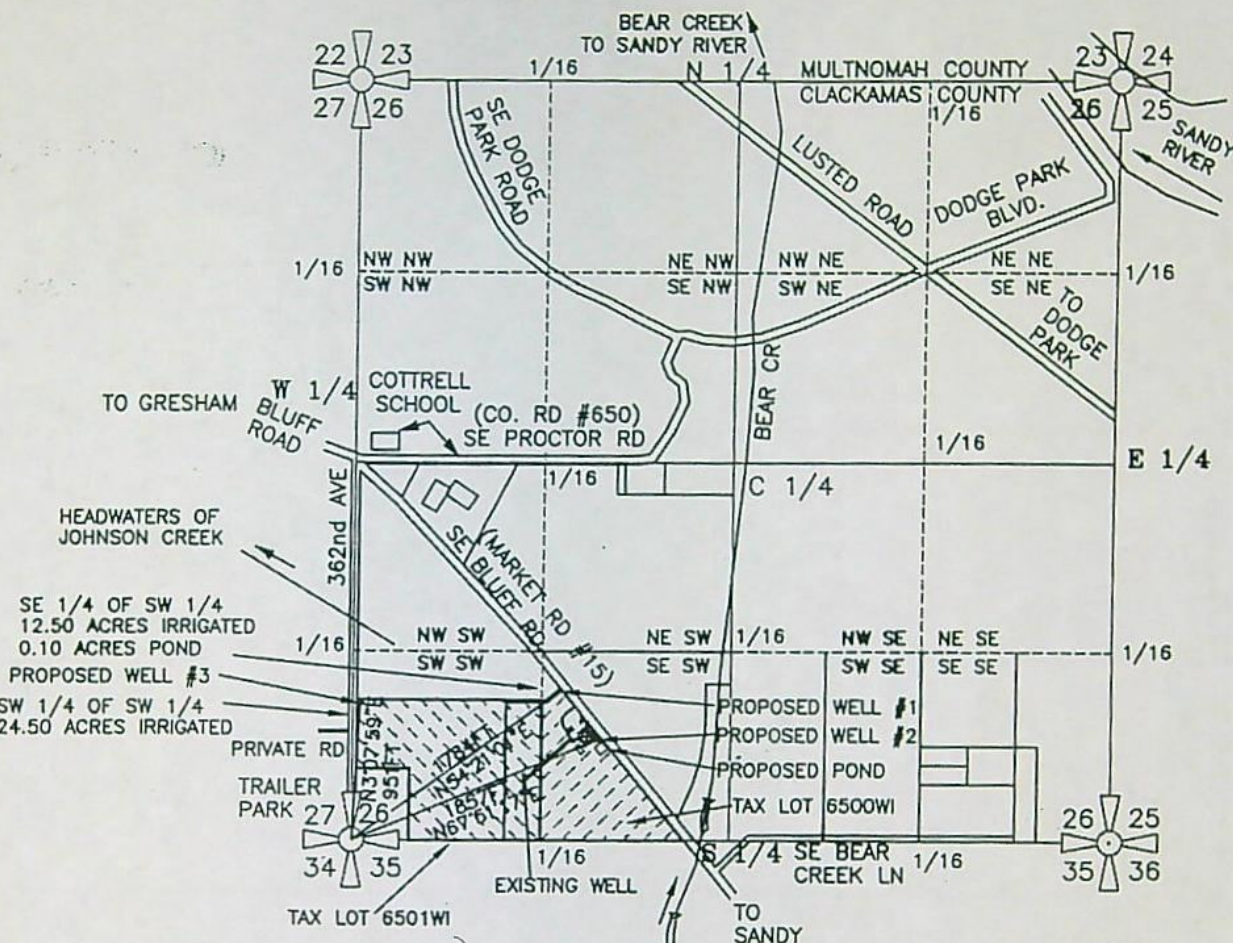 BEAR CREEK
TO SANDY RIVER
22 23
27 26
1/16
N 1/4
MULTNOMAH COUNTY
CLACKAMAS COUNTY
23 24
26 25
1/16
SANDY
RIVER
SE DODGE
PARK ROAD
LUSTED ROAD
DODGE PARK
BLVD.
1/16
NW NW
SW NW
NE NW
SE NW
NW NE
SW NE
NE NE
SE NE
1/16
TO
DODGE
PARK
BEAR CR
W 1/4
TO GRESHAM
BLUFF
ROAD
COTTRELL
SCHOOL
(CO. RD #650)
SE PROCTOR RD
1/16
E 1/4
1/16
C 1/4
362nd AVE
HEADWATERS OF
JOHNSON CREEK
(MARKET RD #15)
SE BLUFF RD
SE 1/4 OF SW 1/4
12.50 ACRES IRRIGATED
0.10 ACRES POND
1/16
NW SW
SW SW
NE SW
SE SW
1/16
NW SE
SW SE
NE SE
SE SE
1/16
PROPOSED WELL #3
SW 1/4 OF SW 1/4
24.50 ACRES IRRIGATED
PRIVATE RD
TRAILER
PARK
N3°07'59"E
951FT
1784FT
N54°21'01"E
1857FT
PROPOSED WELL #1
PROPOSED WELL #2
PROPOSED POND
TAX LOT 6500WI
27 26
34 35
1/16
S 1/4
SE BEAR
CREEK LN
1/16
26 25
35 36
EXISTING WELL
TAX LOT 6501WI
TO
SANDY